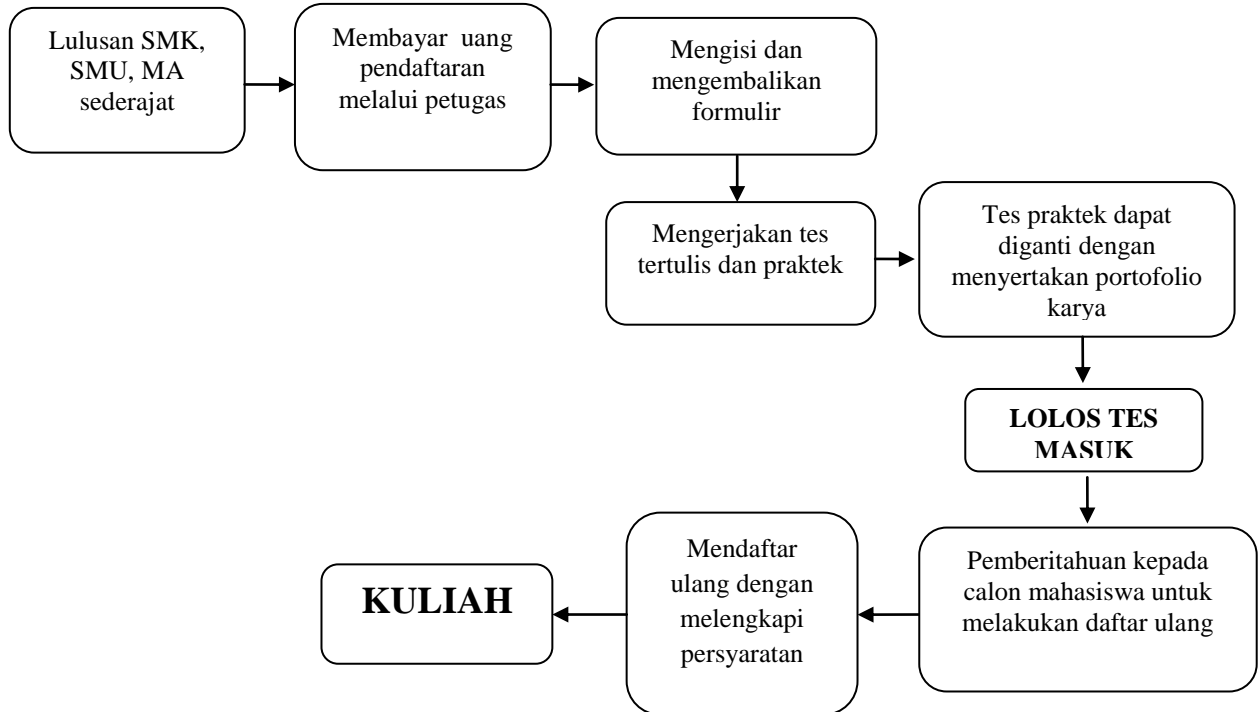 Lulusan SMK,
SMU, MA
sederajat
Membayar uang
pendaftaran
melalui petugas
Mengisi dan
mengembalikan
formulir
Mengerjakan tes
tertulis dan praktek
Tes praktek dapat
diganti dengan
menyertakan portofolio
karya
LOLOS TES
MASUK
Pemberitahuan kepada
calon mahasiswa untuk
melakukan daftar ulang
Mendaftar
ulang dengan
melengkapi
persyaratan
KULIAH